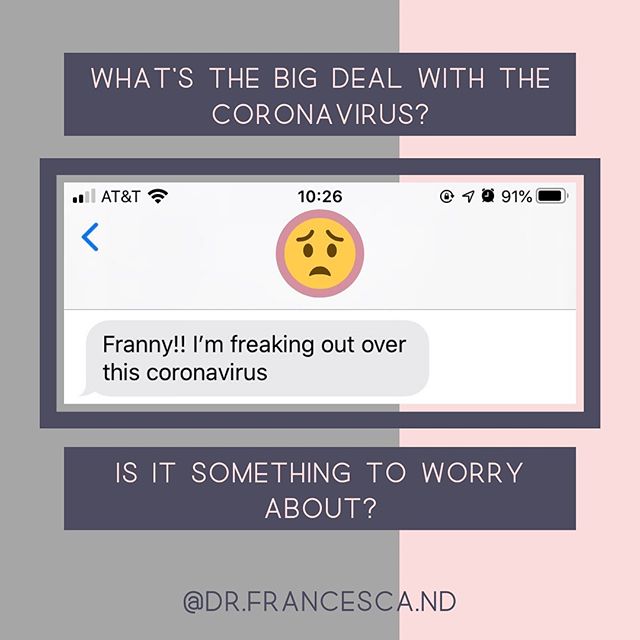 WHAT'S THE BIG DEAL WITH THE
CORONAVIRUS?
AT&T 10:26 91%
Franny!! I'm freaking out over
this coronavirus
IS IT SOMETHING TO WORRY
ABOUT?
@DR.FRANCESCA.ND